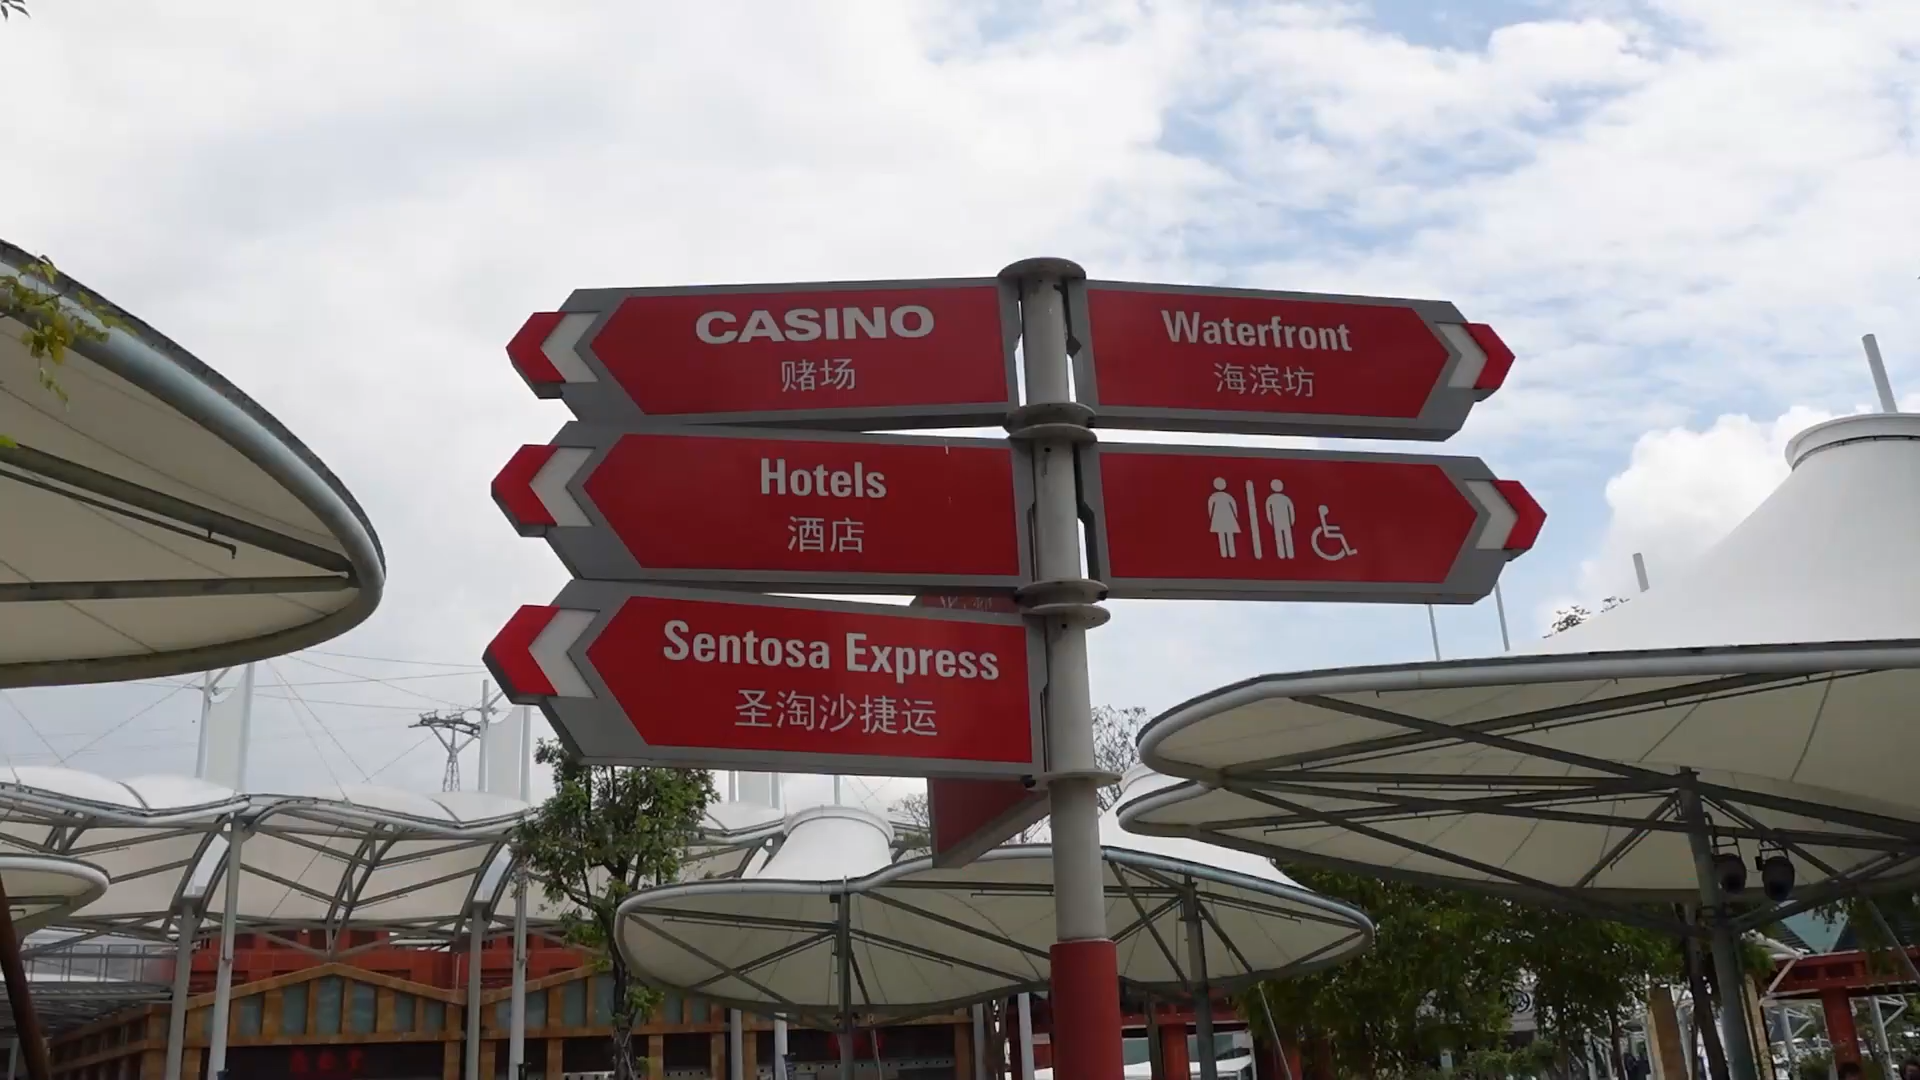 CASINO
赌场
Waterfront
海滨坊
Hotels
酒店
Sentosa Express
圣淘沙捷运